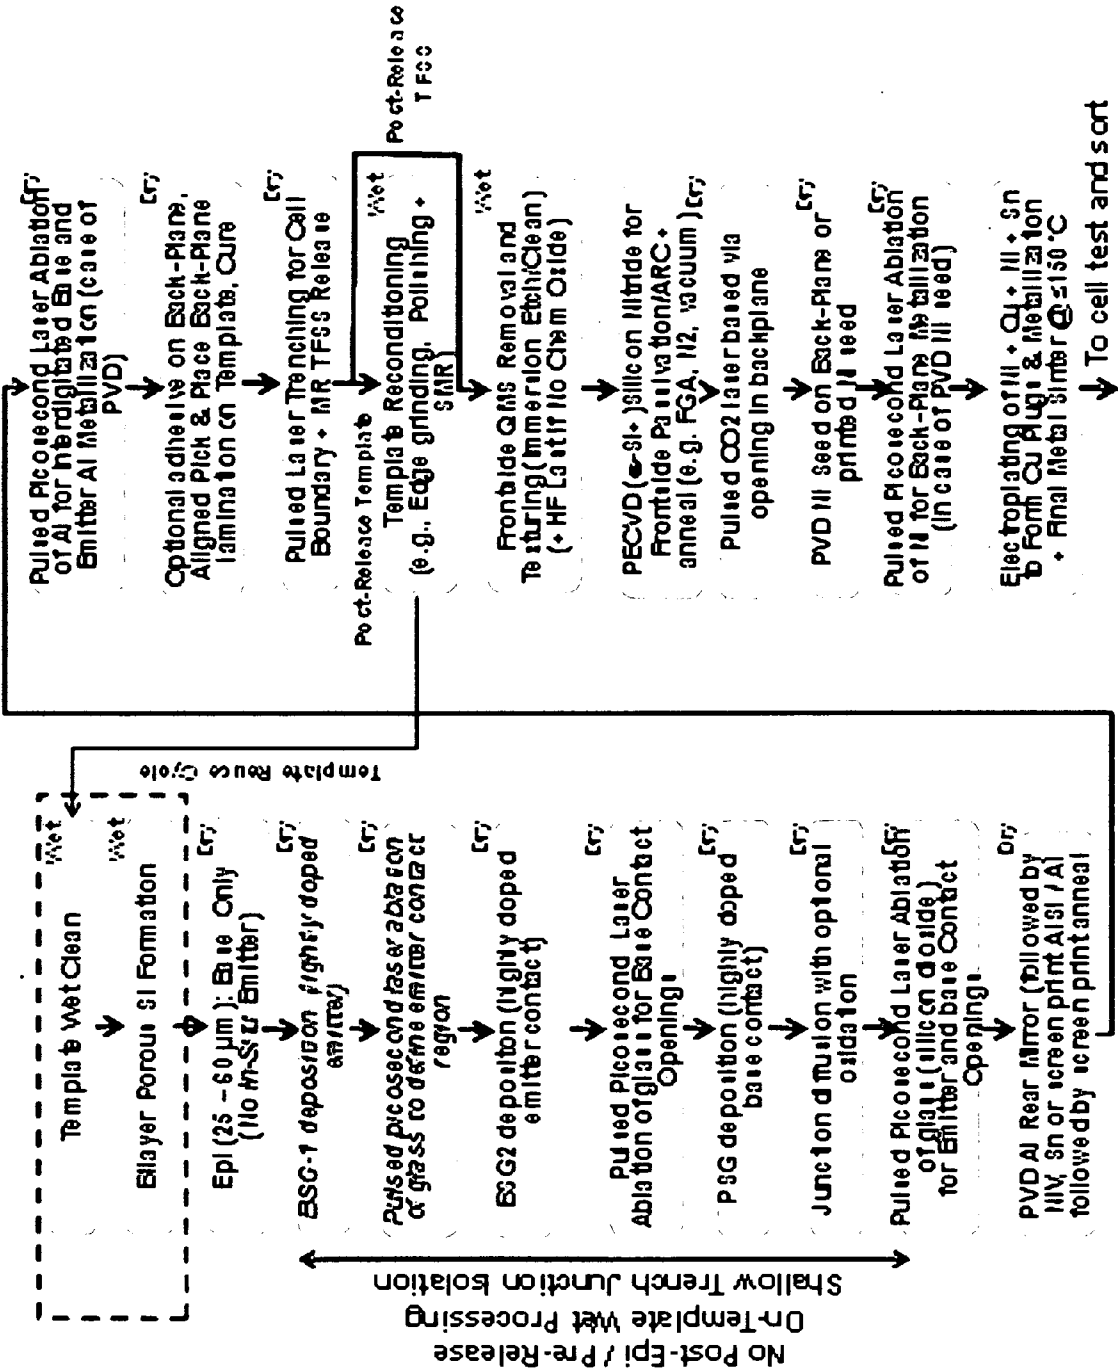 Template Wet Clean
Wet
Bilayer Porous Si Formation
Wet
Epi (25 – 60 µm): Base Only
(No In-Situ Emitter)
Dry
BSG-1 deposition (lightly doped
emitter)
Dry
Pulsed picosecond laser ablation
of glass to define emitter contact
region
Dry
BSG2 deposition (highly doped
emitter contact)
Dry
Pulsed Picosecond Laser
Ablation of glass for Base Contact
Openings
Dry
PSG deposition (highly doped
base contact)
Dry
Junction diffusion with optional
oxidation
Dry
Pulsed Picosecond Laser Ablation
of glass (silicon dioxide)
for Emitter and base Contact
Openings
Dry
PVD Al Rear Mirror (followed by
NiV, Sn or screen print AlSi / Al
followed by screen print anneal
Dry
No Post-Epi / Pre-Release
On-Template Wet Processing
Shallow Trench Junction Isolation
Template Reuse Cycle
Pulsed Picosecond Laser Ablation
of Al for Interdigitated Base and
Emitter Al Metallization (case of
PVD)
Dry
Optional adhesive on Back-Plane,
Aligned Pick & Place Back-Plane
lamination on Template, Cure
Dry
Pulsed Laser Trenching for Cell
Boundary + MR TFSS Release
Dry
Post-Release Template
Post-Release
TFSS
Template Reconditioning
(e.g., Edge grinding, Polishing +
SMR)
Wet
Frontside QMS Removal and
Texturing (Immersion Etch/Clean)
(+ HF Last if No Chem Oxide)
Wet
PECVD (a-Si+)Silicon Nitride for
Frontside Passivation/ARC+
anneal (e.g. FGA, N2, vacuum)
Dry
Pulsed CO2 laser based via
opening in backplane
PVD Ni Seed on Back-Plane or
printed Ni seed
Dry
Pulsed Picosecond Laser Ablation
of Ni for Back-Plane Metallization
(in case of PVD Ni seed)
Dry
Electroplating of Ni + Cu + Ni + Sn
to Form Cu Plugs & Metallization
+ Final Metal Sinter @≤150°C
To cell test and sort